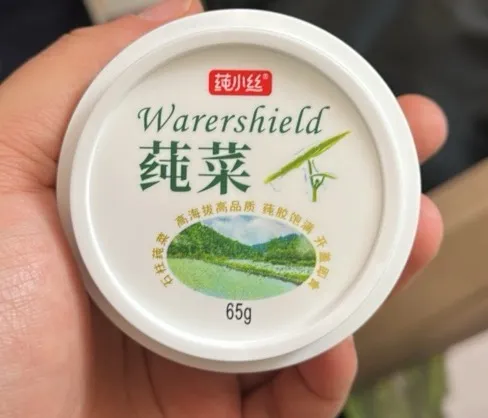 莼小丝®
Warershield
莼菜
石柱莼菜 高海拔高品质 莼胶饱满 开盖即食
65g